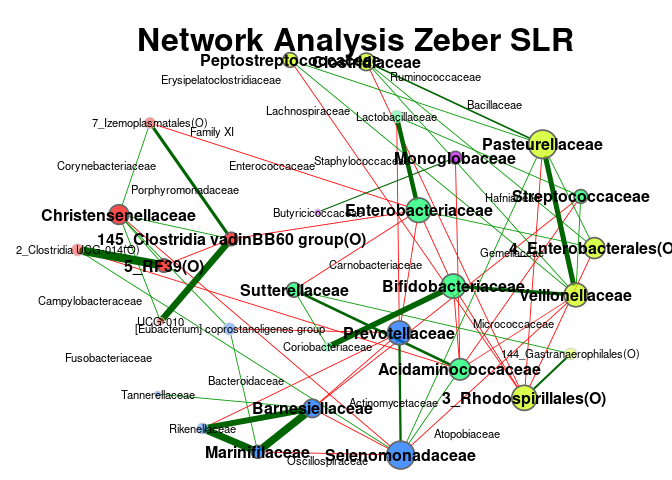 Network Analysis Zeber SLR
Peptostreptococcaceae
Clostridiaceae
Erysipelatoclostridiaceae
Ruminococcaceae
Lachnospiraceae
Lactobacillaceae
Bacillaceae
7_Izemoplasmatales(O)
Family XI
Pasteurellaceae
Staphylococcaceae
Monoglobaceae
Corynebacteriaceae
Enterococcaceae
Porphyromonadaceae
Hafniaceae
Streptococcaceae
Christensenellaceae
Butyricicoccaceae
Enterobacteriaceae
145_Clostridia vadinBB60 group(O)
2_Clostridia UCG-014(O)
4_Enterobacterales(O)
Gemellaceae
5_RF39(O)
Carnobacteriaceae
Sutterellaceae
Bifidobacteriaceae
Veillonellaceae
Campylobacteraceae
UCG-010
[Eubacterium] coprostanoligenes group
Prevotellaceae
Micrococcaceae
Coriobacteriaceae
144_Gastranaerophilales(O)
Fusobacteriaceae
Acidaminococcaceae
Bacteroidaceae
Tannerellaceae
3_Rhodospirillales(O)
Barnesiellaceae
Actinomycetaceae
Rikenellaceae
Atopobiaceae
Marinifilaceae
Oscillospiraceae
Selenomonadaceae